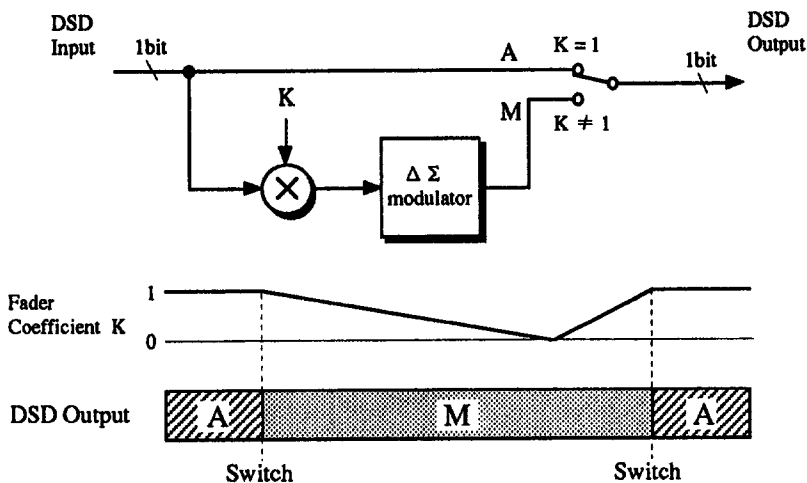 DSD
Input
1bit
A
K = 1
DSD
Output
1bit
K
M
K ≠ 1
×
Δ Σ
modulator
Fader
Coefficient K
1
0
DSD Output
A
M
A
Switch
Switch